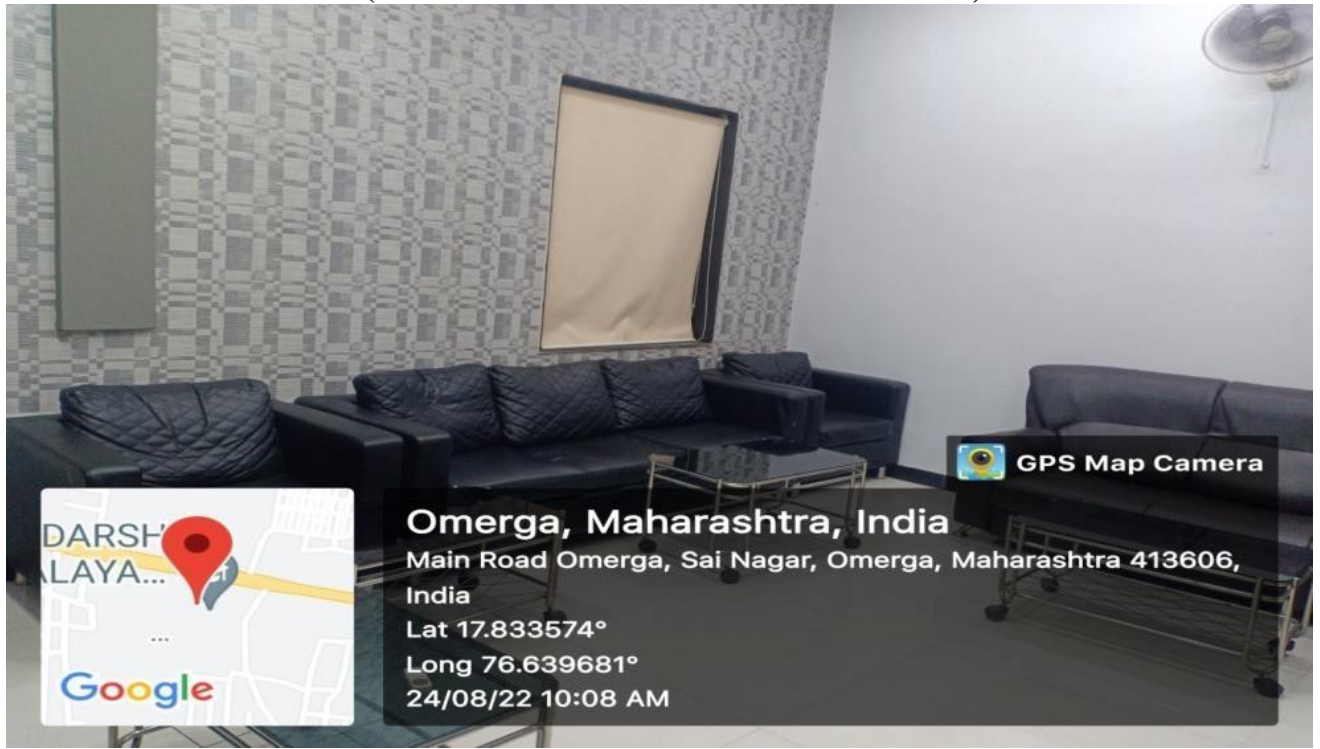 GPS Map Camera
DARSH
LAYA...
...
Google
Omerga, Maharashtra, India
Main Road Omerga, Sai Nagar, Omerga, Maharashtra 413606,
India
Lat 17.833574°
Long 76.639681°
24/08/22 10:08 AM